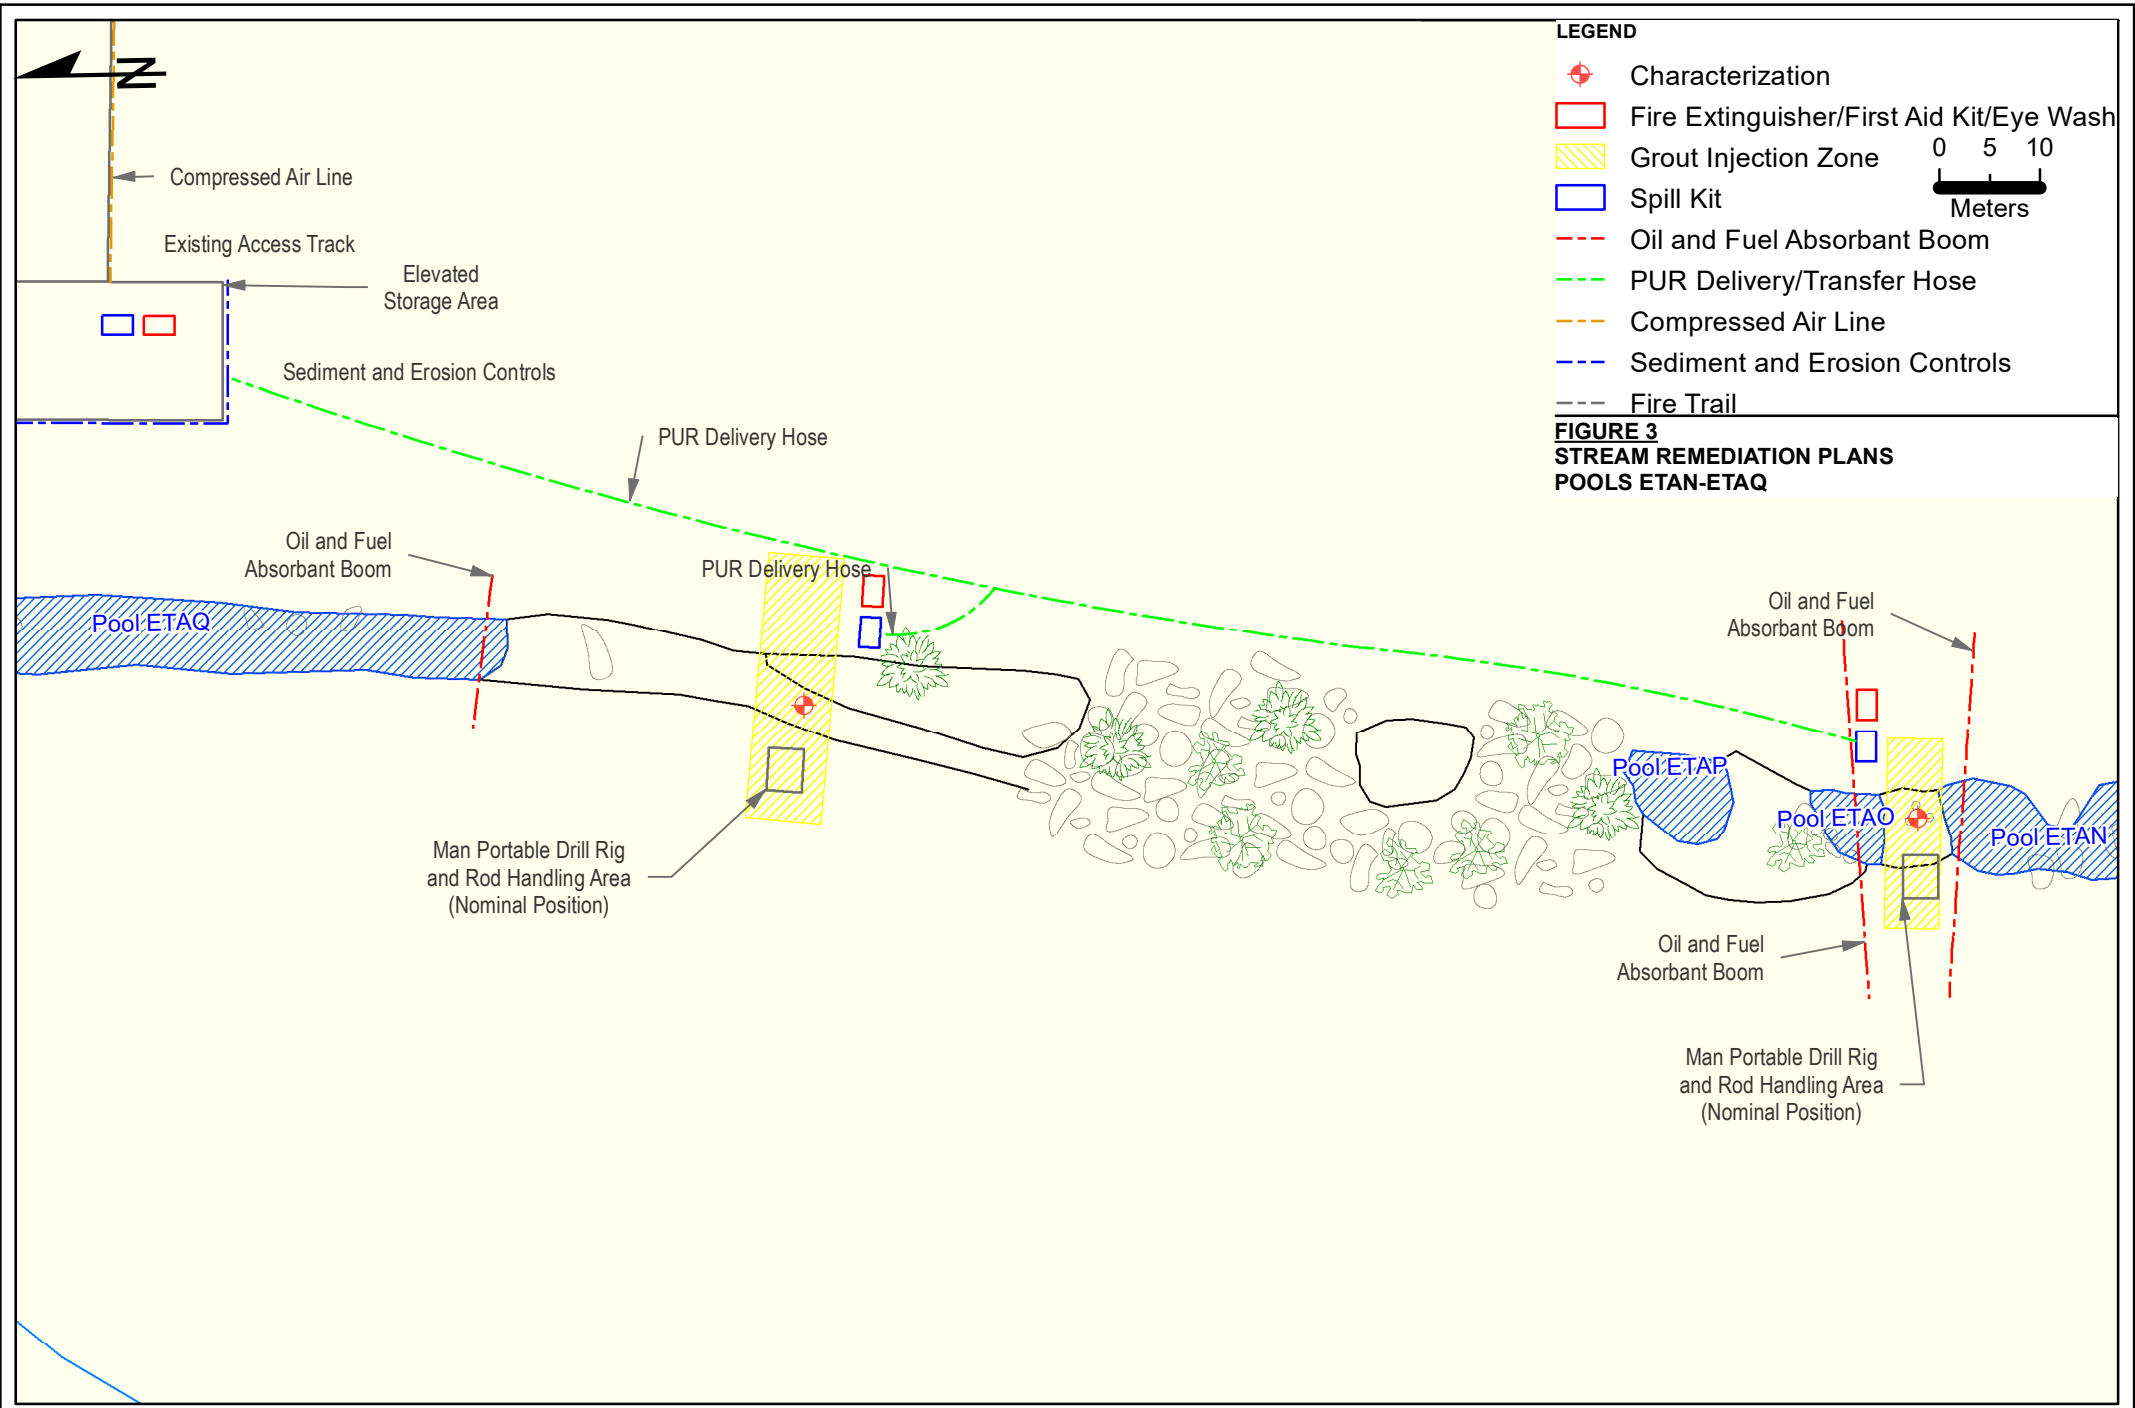 N
LEGEND
Characterization
Fire Extinguisher/First Aid Kit/Eye Wash
Grout Injection Zone
0 5 10
Meters
Spill Kit
Oil and Fuel Absorbant Boom
PUR Delivery/Transfer Hose
Compressed Air Line
Sediment and Erosion Controls
Fire Trail
FIGURE 3
STREAM REMEDIATION PLANS
POOLS ETAN-ETAQ
Compressed Air Line
Existing Access Track
Elevated
Storage Area
Sediment and Erosion Controls
PUR Delivery Hose
Oil and Fuel
Absorbant Boom
PUR Delivery Hose
Pool ETAQ
Oil and Fuel
Absorbant Boom
Pool ETAP
Pool ETAO
Pool ETAN
Man Portable Drill Rig
and Rod Handling Area
(Nominal Position)
Oil and Fuel
Absorbant Boom
Man Portable Drill Rig
and Rod Handling Area
(Nominal Position)